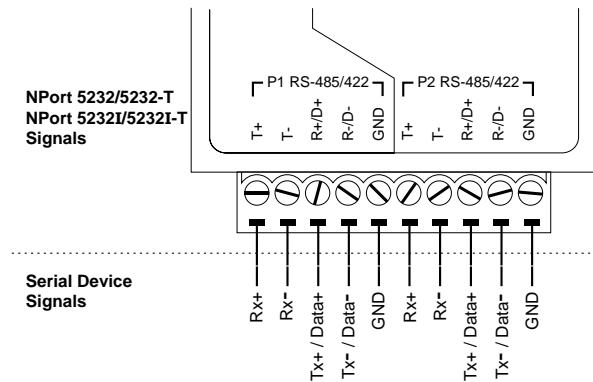 P1 RS-485/422 P2 RS-485/422
NPort 5232/5232-T
NPort 5232I/5232I-T
Signals
T+ T- R+/D+ R-/D- GND T+ T- R+/D+ R-/D- GND
Serial Device
Signals
Rx+ Rx- Tx+ / Data+ Tx- / Data- GND Rx+ Rx- Tx+ / Data+ Tx- / Data- GND